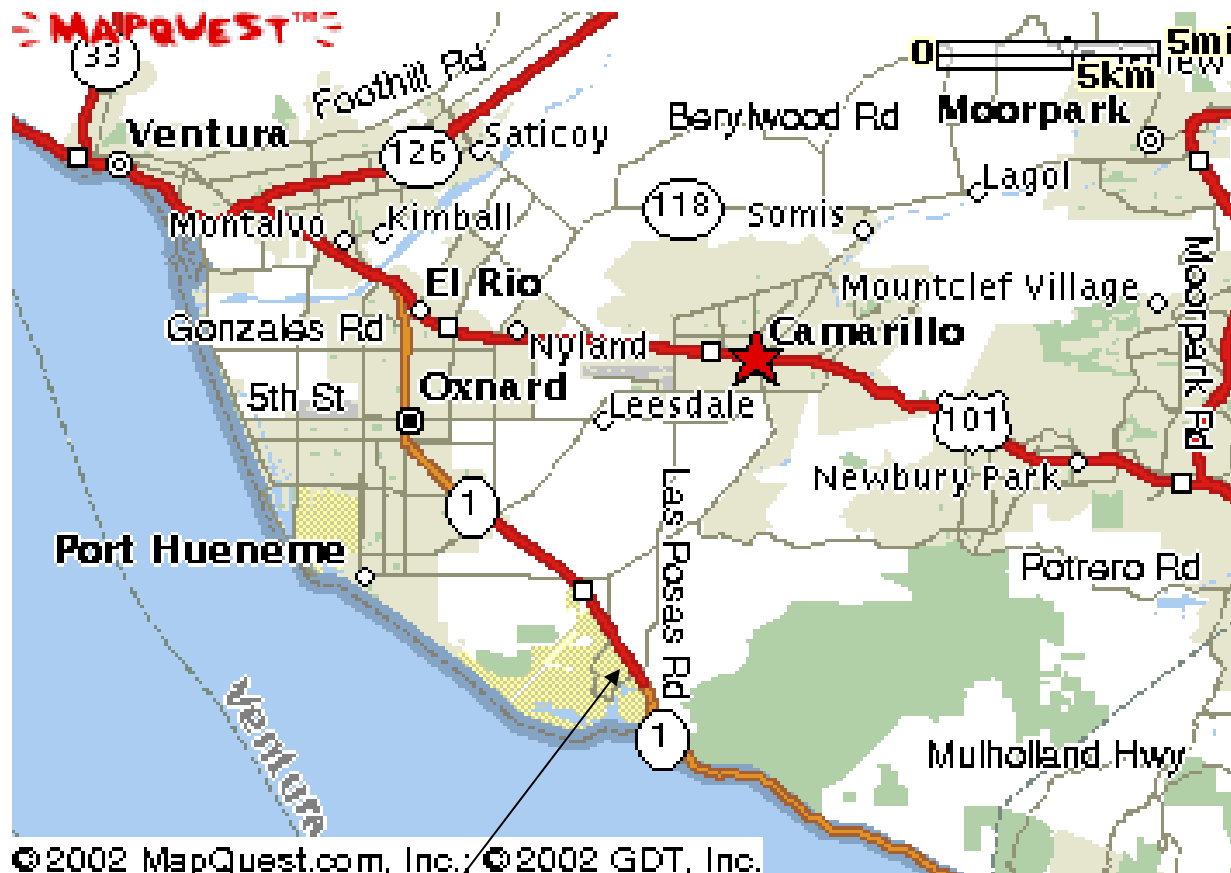 MAPQUEST™
0 5mi
5km
33
Foothill Rd
Ventura
Moorpark
Berylwood Rd
Saticoy
126
Lagol
118
Somis
Kimball
Montalvo
El Rio
Mountclef Village
Moorpark Rd
Gonzales Rd
Nyland
Camarillo
5th St
Oxnard
Leesdale
101
Newbury Park
1
Las Posas Rd
Port Hueneme
Potrero Rd
Ventura
1
Mulholland Hwy
©2002 MapQuest.com, Inc.; ©2002 GDT, Inc.